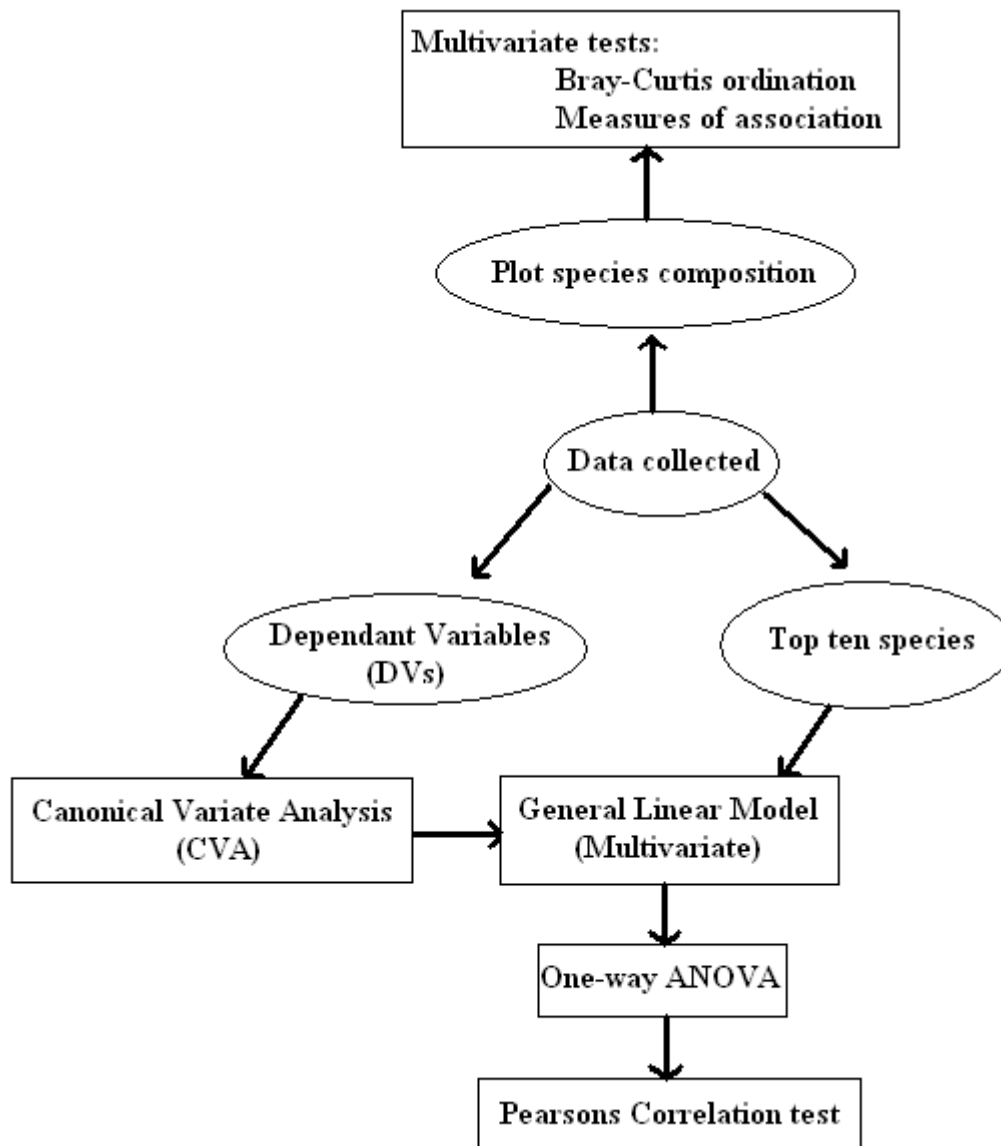 Multivariate tests:
Bray-Curtis ordination
Measures of association
Plot species composition
Data collected
Dependant Variables
(DVs)
Top ten species
Canonical Variate Analysis
(CVA)
General Linear Model
(Multivariate)
One-way ANOVA
Pearsons Correlation test